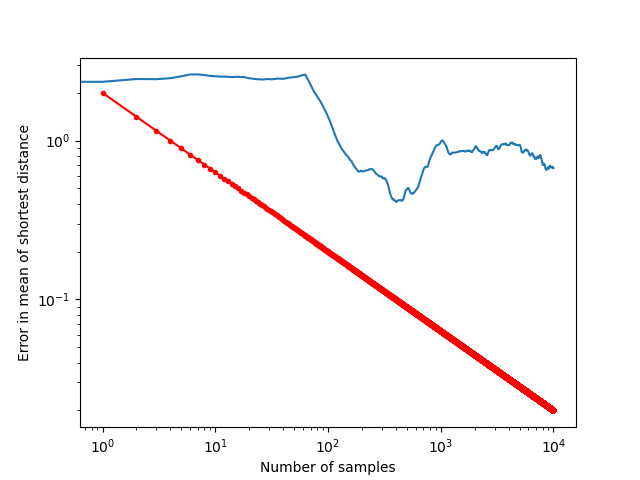 Error in mean of shortest distance
10⁰
10⁻¹
10⁰ 10¹ 10² 10³ 10⁴
Number of samples